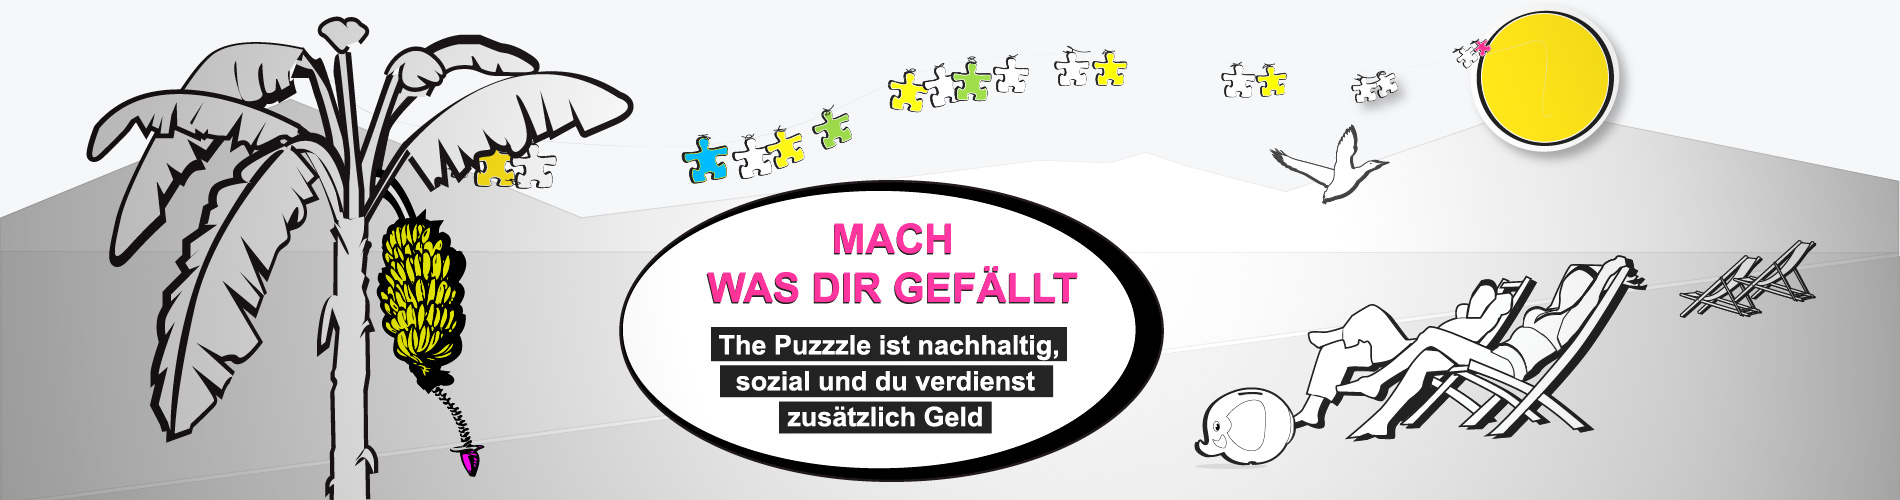 MACH
WAS DIR GEFÄLLT
The Puzzzle ist nachhaltig,
sozial und du verdienst
zusätzlich Geld